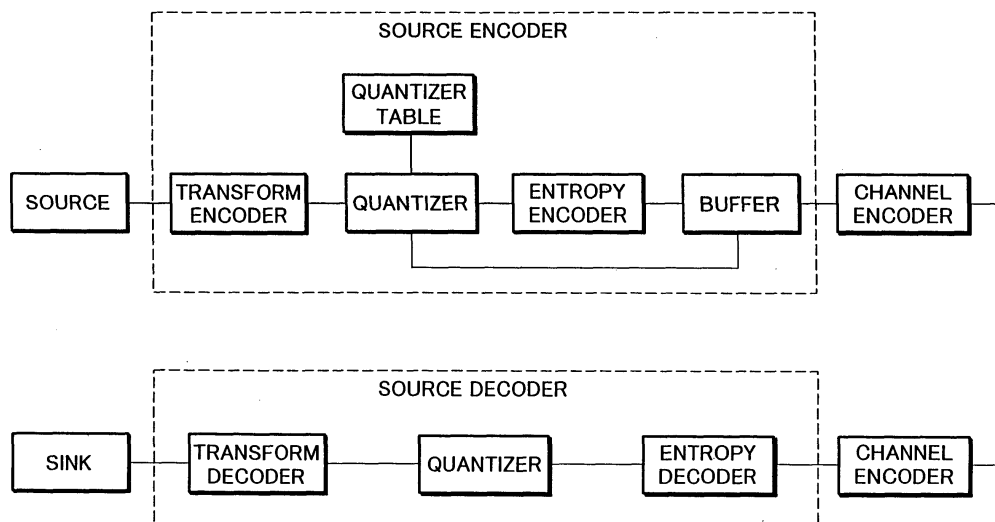 SOURCE ENCODER
QUANTIZER
TABLE
SOURCE
TRANSFORM
ENCODER
QUANTIZER
ENTROPY
ENCODER
BUFFER
CHANNEL
ENCODER
SOURCE DECODER
SINK
TRANSFORM
DECODER
QUANTIZER
ENTROPY
DECODER
CHANNEL
ENCODER